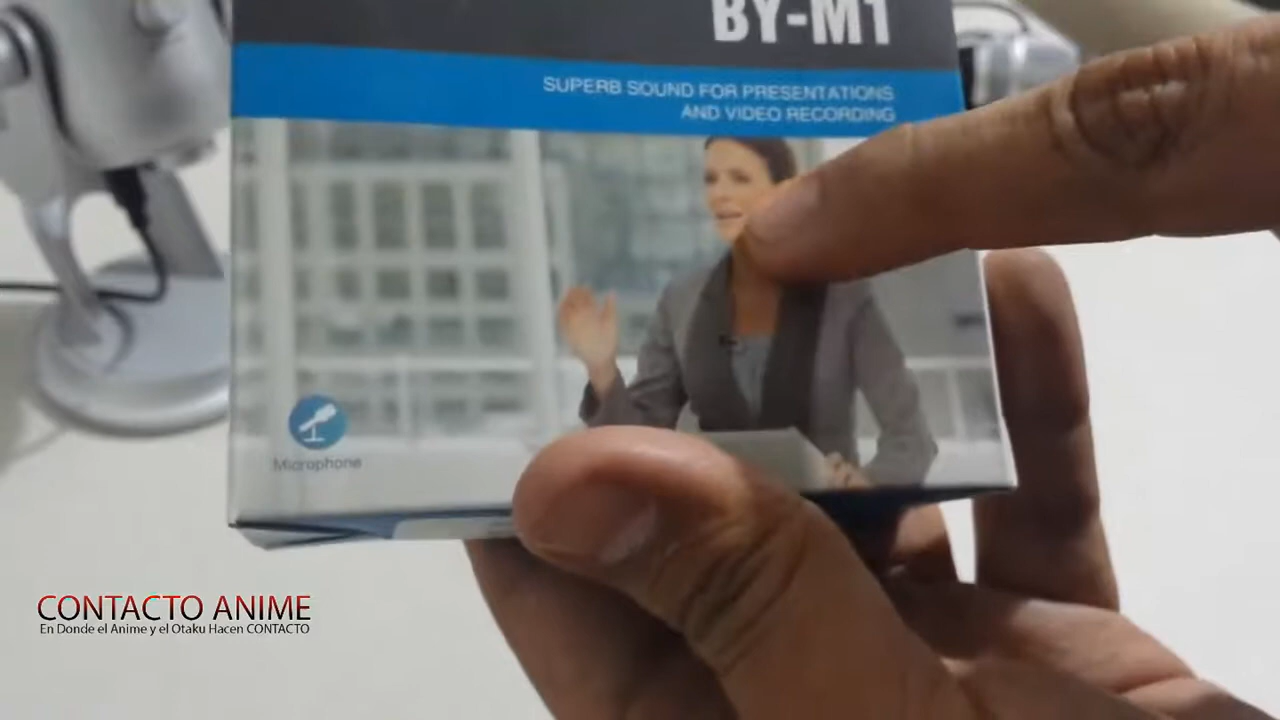 BY-M1
SUPERB SOUND FOR PRESENTATIONS
AND VIDEO RECORDING
Microphone
CONTACTO ANIME
En Donde el Anime y el Otaku Hacen CONTACTO